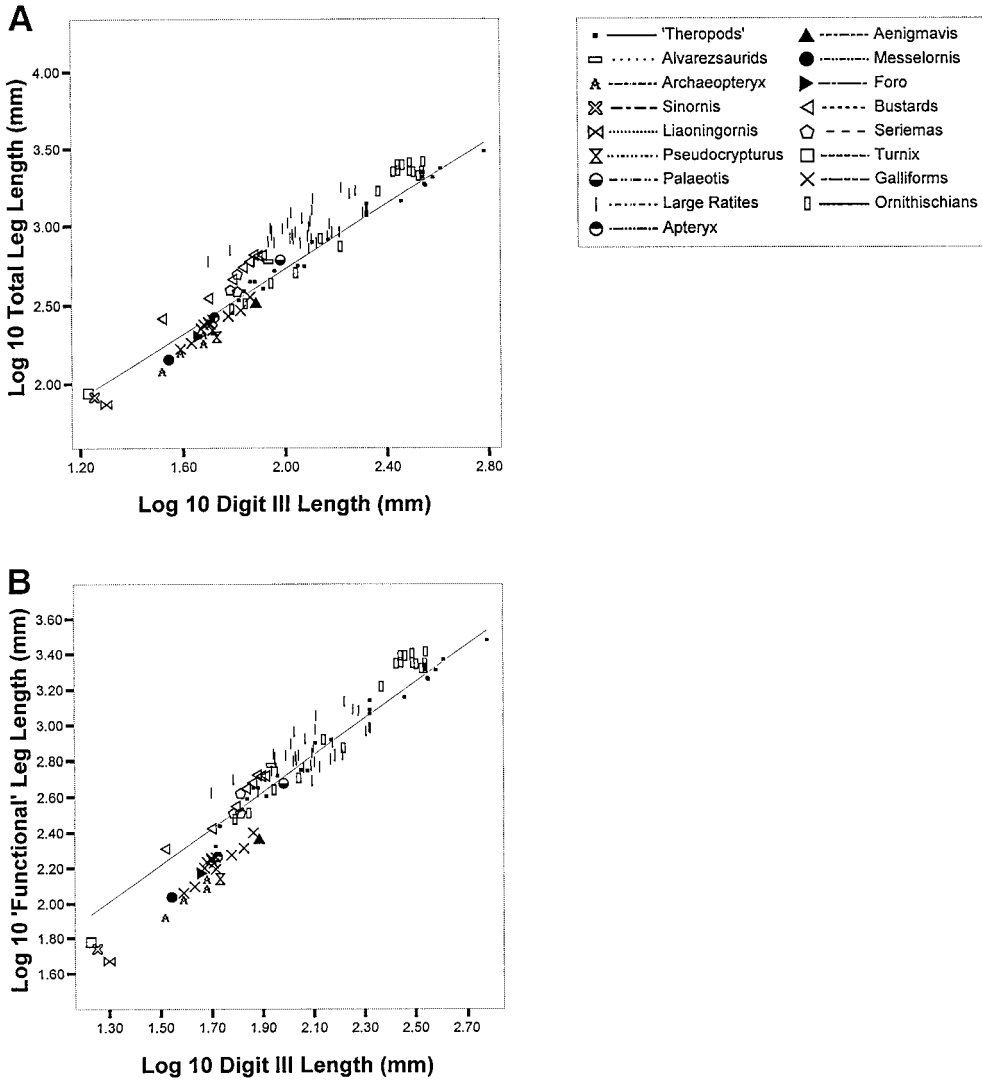 A
Log 10 Total Leg Length (mm)
4.00
3.50
3.00
2.50
2.00
1.20 1.60 2.00 2.40 2.80
Log 10 Digit III Length (mm)
'Theropods'
Alvarezsaurids
Archaeopteryx
Sinornis
Liaoningornis
Pseudocrypturus
Palaeotis
Large Ratites
Apteryx
Aenigmavis
Messelornis
Foro
Bustards
Seriemas
Turnix
Galliforms
Ornithischians
B
Log 10 'Functional' Leg Length (mm)
3.60
3.40
3.20
3.00
2.80
2.60
2.40
2.20
2.00
1.80
1.60
1.30 1.50 1.70 1.90 2.10 2.30 2.50 2.70
Log 10 Digit III Length (mm)